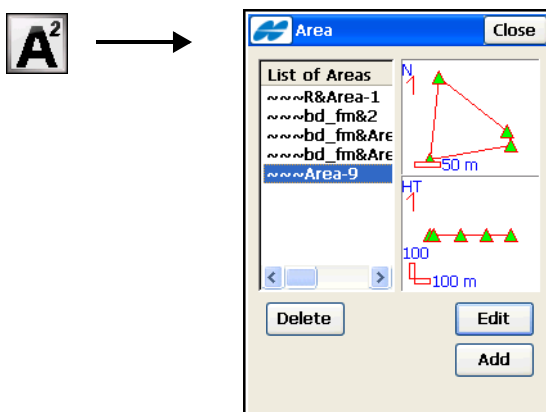 A²
Area
Close
List of Areas
~~~R&Area-1
~~~bd_fm&2
~~~bd_fm&Are
~~~bd_fm&Are
~~~Area-9
N
50 m
HT
100
100 m
Delete
Edit
Add